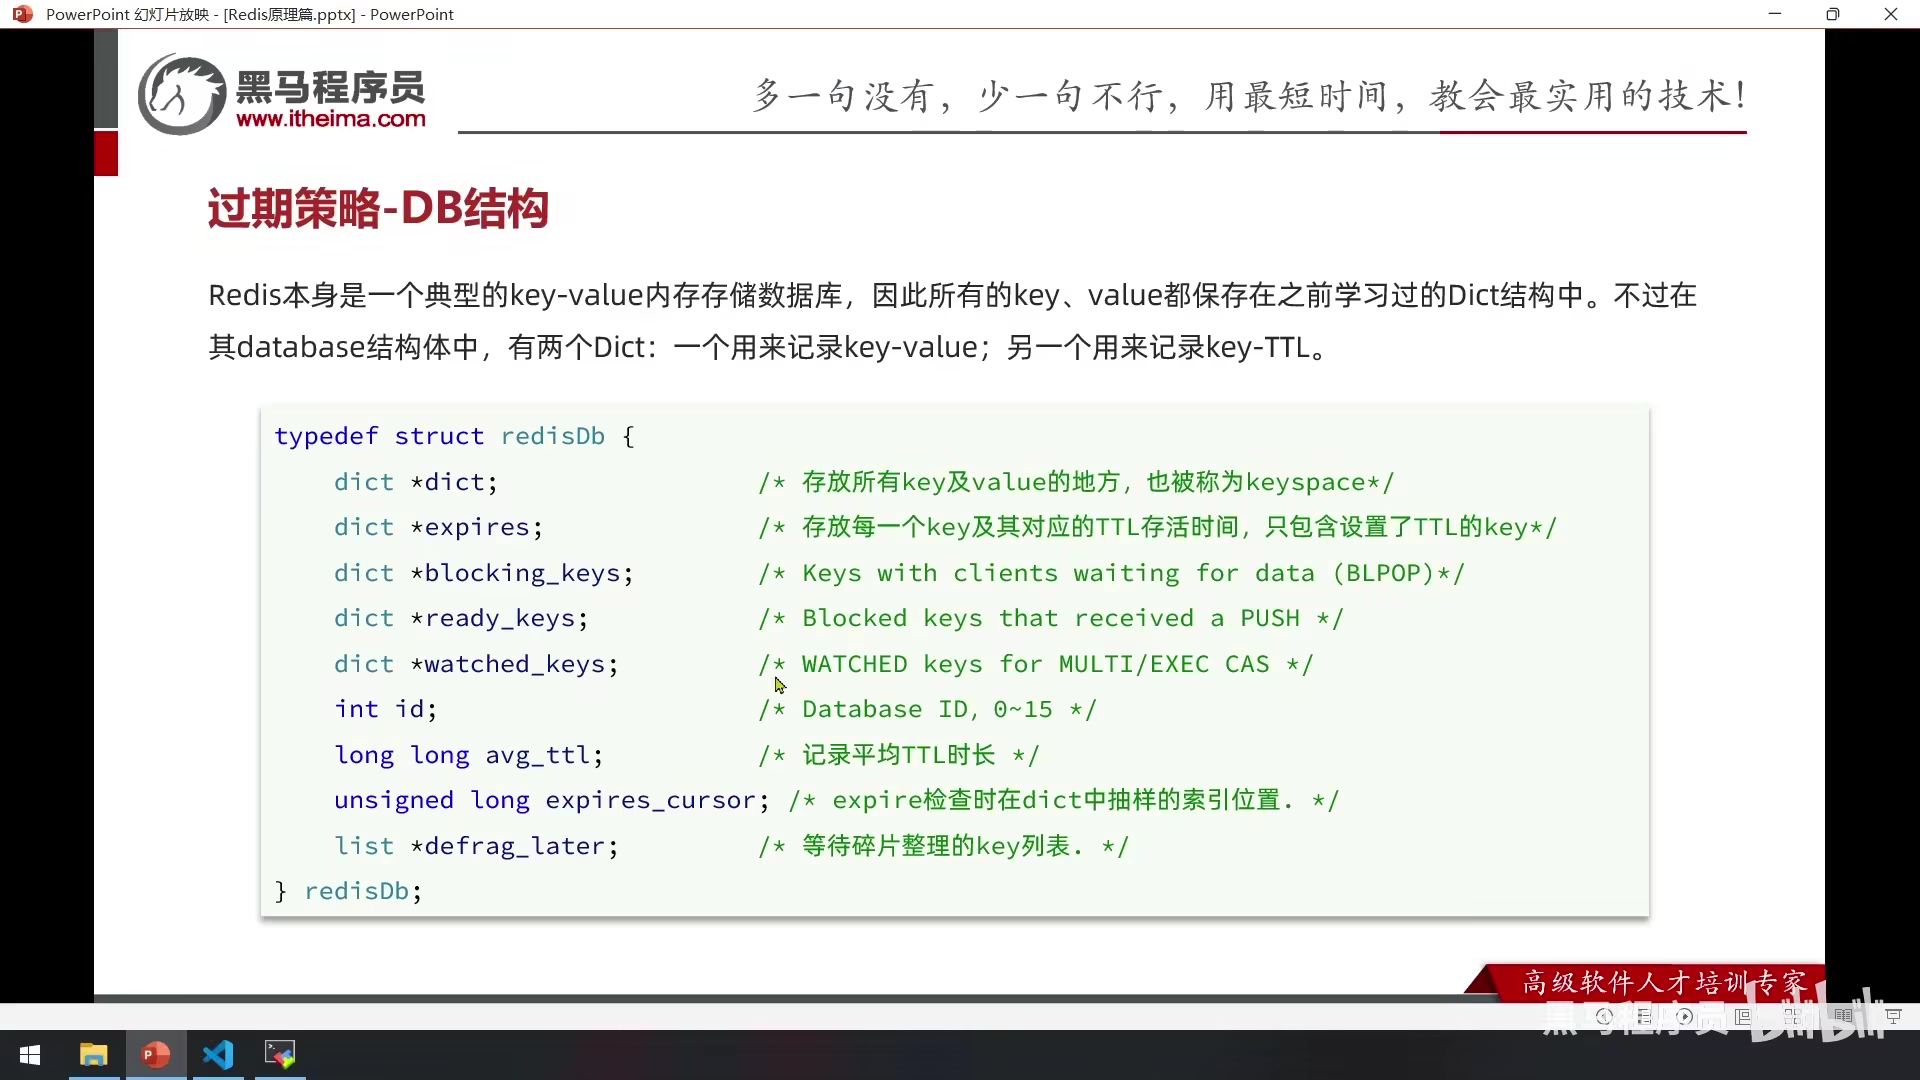 PowerPoint 幻灯片放映 - [Redis原理篇.pptx] - PowerPoint
黑马程序员
www.itheima.com
多一句没有，少一句不行，用最短时间，教会最实用的技术！
过期策略-DB结构
Redis本身是一个典型的key-value内存存储数据库，因此所有的key、value都保存在之前学习过的Dict结构中。不过在
其database结构体中，有两个Dict：一个用来记录key-value；另一个用来记录key-TTL。
typedef struct redisDb {
    dict *dict;                 /* 存放所有key及value的地方，也被称为keyspace*/
    dict *expires;              /* 存放每一个key及其对应的TTL存活时间，只包含设置了TTL的key*/
    dict *blocking_keys;        /* Keys with clients waiting for data (BLPOP)*/
    dict *ready_keys;           /* Blocked keys that received a PUSH */
    dict *watched_keys;         /* WATCHED keys for MULTI/EXEC CAS */
    int id;                     /* Database ID，0~15 */
    long long avg_ttl;          /* 记录平均TTL时长 */
    unsigned long expires_cursor; /* expire检查时在dict中抽样的索引位置. */
    list *defrag_later;         /* 等待碎片整理的key列表. */
} redisDb;
高级软件人才培训专家
黑马程序员 bilibili